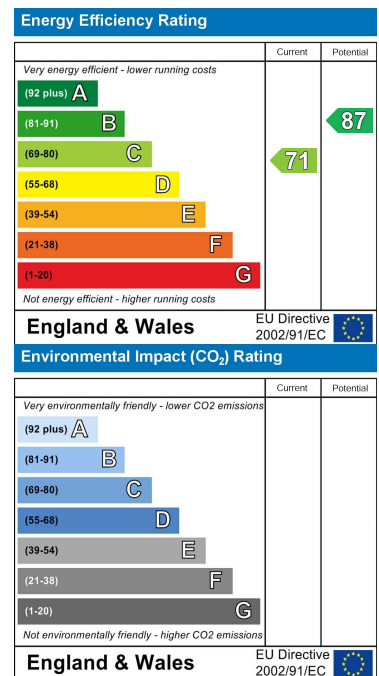 Energy Efficiency Rating
Current Potential
Very energy efficient - lower running costs
(92 plus) A
(81-91) B
87
(69-80) C
71
(55-68) D
(39-54) E
(21-38) F
(1-20) G
Not energy efficient - higher running costs
England & Wales
EU Directive
2002/91/EC
Environmental Impact (CO₂) Rating
Current Potential
Very environmentally friendly - lower CO2 emissions
(92 plus) A
(81-91) B
(69-80) C
(55-68) D
(39-54) E
(21-38) F
(1-20) G
Not environmentally friendly - higher CO2 emissions
England & Wales
EU Directive
2002/91/EC